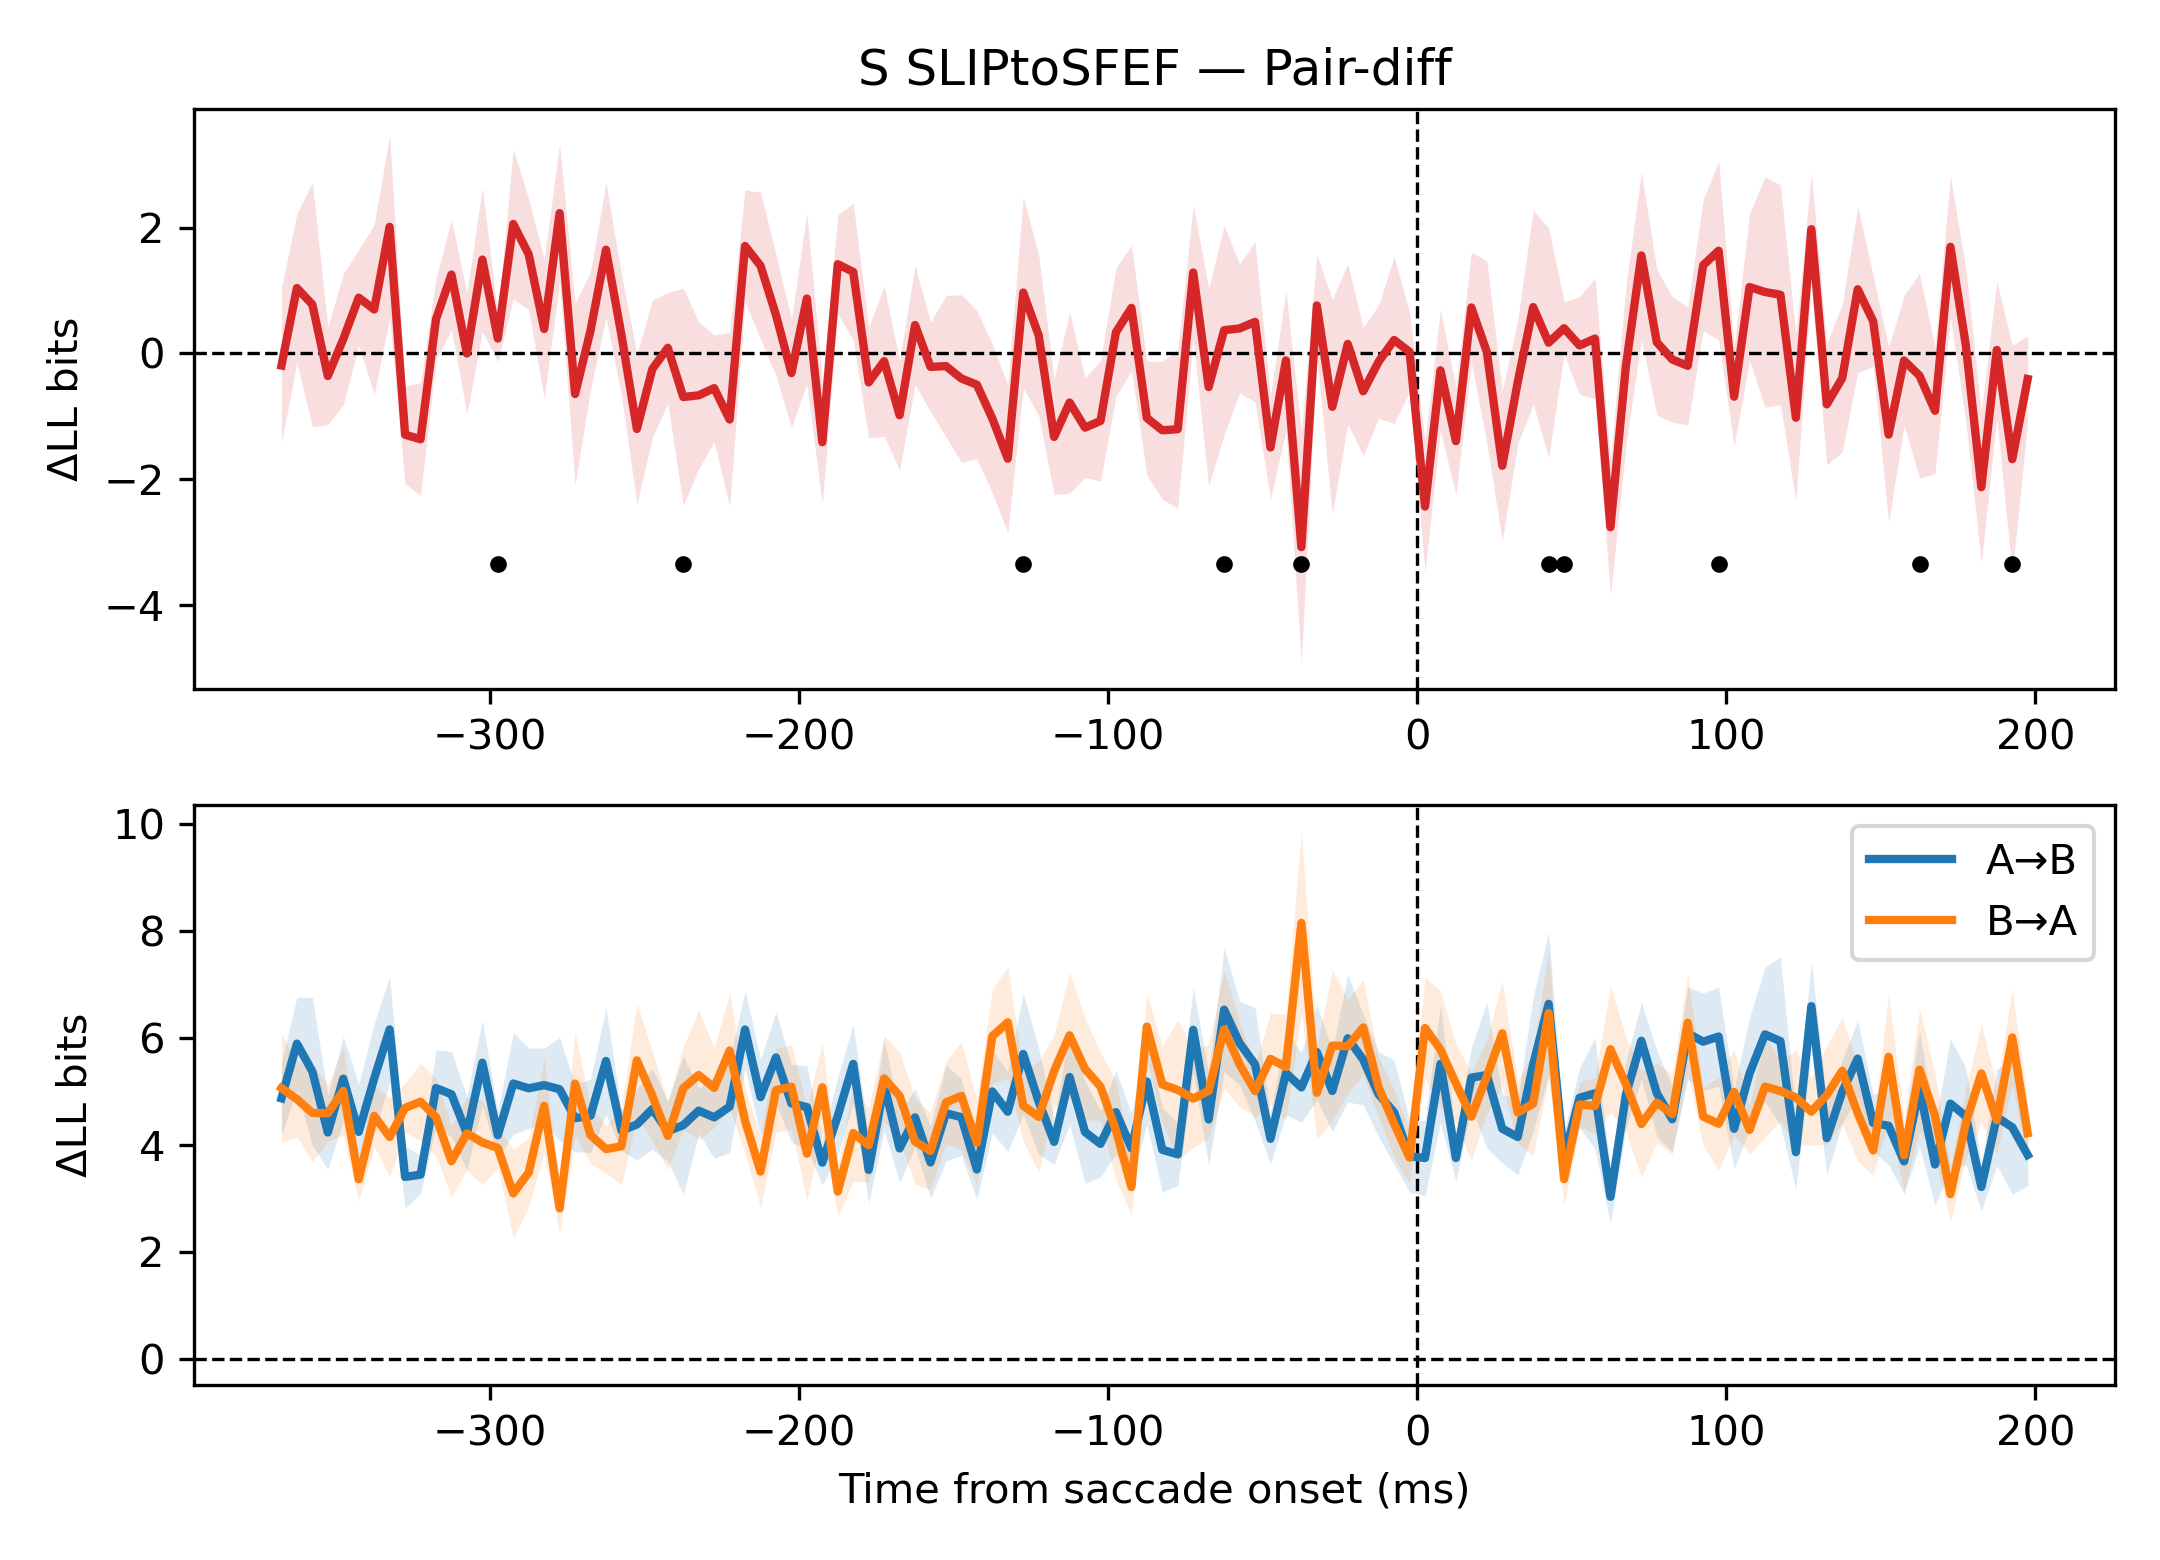 S SLIPtoSFEF — Pair-diff
ΔLL bits
2
0
−2
−4
−300 −200 −100 0 100 200
ΔLL bits
10
8
6
4
2
0
A→B
B→A
−300 −200 −100 0 100 200
Time from saccade onset (ms)